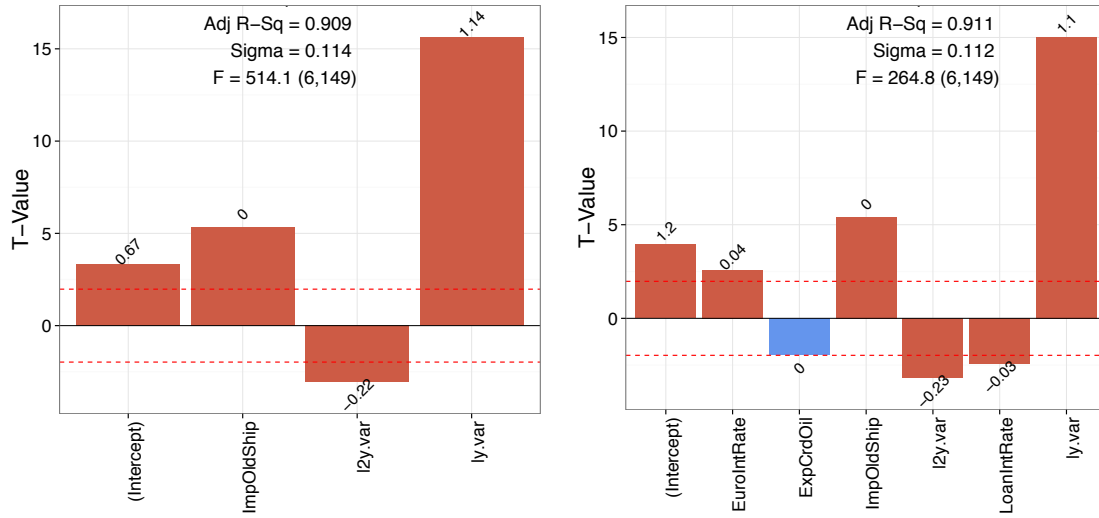 Adj R−Sq = 0.909
Sigma = 0.114
F = 514.1 (6,149)
T−Value
15
10
5
0
0.67
0
−0.22
1.14
(Intercept)
ImpOldShip
l2y.var
ly.var
Adj R−Sq = 0.911
Sigma = 0.112
F = 264.8 (6,149)
T−Value
15
10
5
0
1.2
0.04
0
0
−0.23
−0.03
1.1
(Intercept)
EuroIntRate
ExpCrdOil
ImpOldShip
l2y.var
LoanIntRate
ly.var